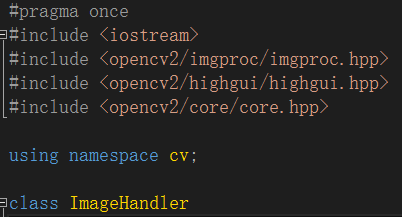 #pragma once
#include <iostream>
#include <opencv2/imgproc/imgproc.hpp>
#include <opencv2/highgui/highgui.hpp>
#include <opencv2/core/core.hpp>
using namespace cv;
class ImageHandler